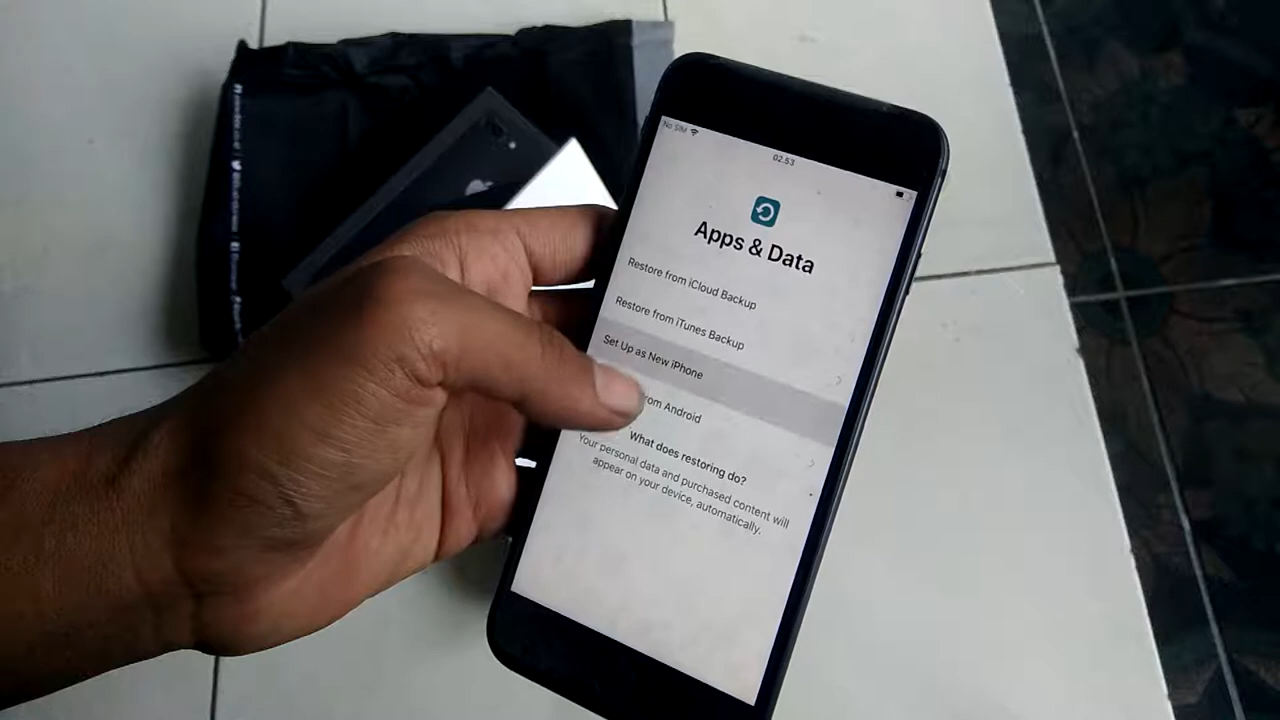 No SIM
02.53
Apps & Data
Restore from iCloud Backup
Restore from iTunes Backup
Set Up as New iPhone
from Android
What does restoring do?
Your personal data and purchased content will
appear on your device, automatically.